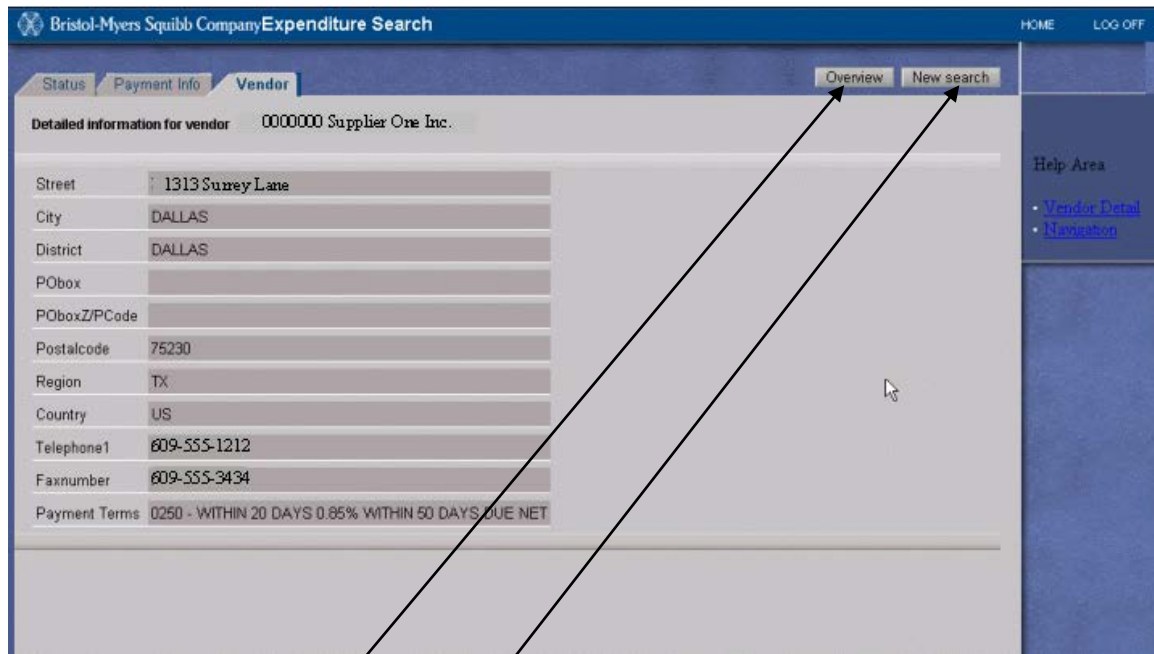 Bristol-Myers Squibb Company Expenditure Search HOME LOG OFF
Status Payment Info Vendor Overview New search
Detailed information for vendor 0000000 Supplier One Inc.
Help Area
Street 1313 Surrey Lane
City DALLAS
• Vendor Detail
• Navigation
District DALLAS
PObox
POboxZ/PCode
Postalcode 75230
Region TX
Country US
Telephone1 609-555-1212
Faxnumber 609-555-3434
Payment Terms 0250 - WITHIN 20 DAYS 0.85% WITHIN 50 DAYS DUE NET